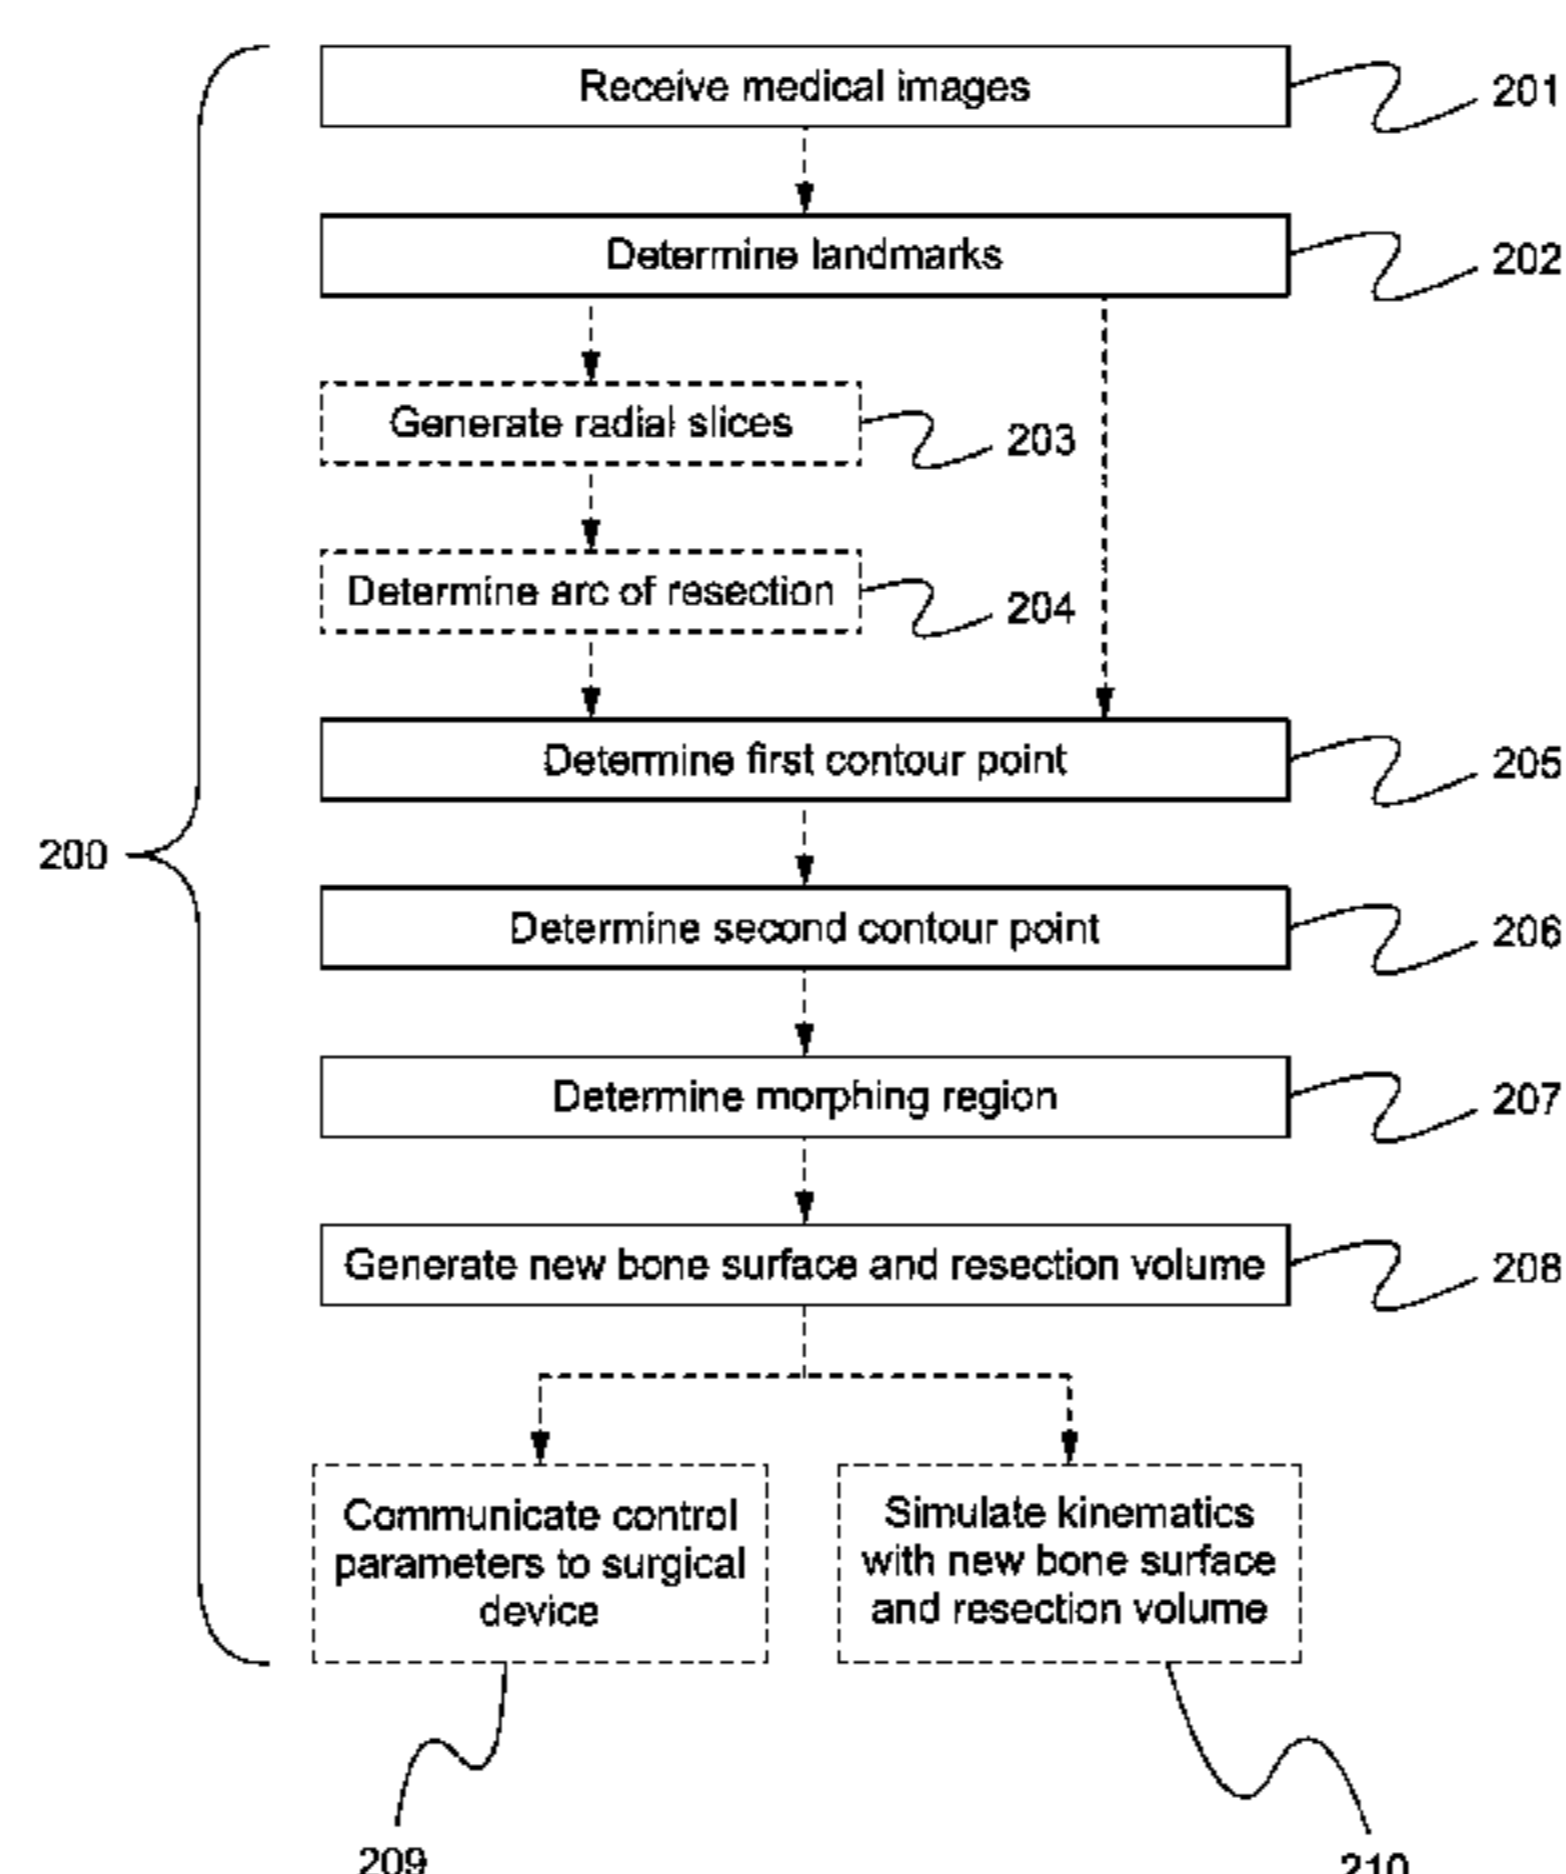 Receive medical images
201
Determine landmarks
202
Generate radial slices
203
Determine arc of resection
204
Determine first contour point
205
200
Determine second contour point
206
Determine morphing region
207
Generate new bone surface and resection volume
208
Communicate control
parameters to surgical
device
Simulate kinematics
with new bone surface
and resection volume
209
210